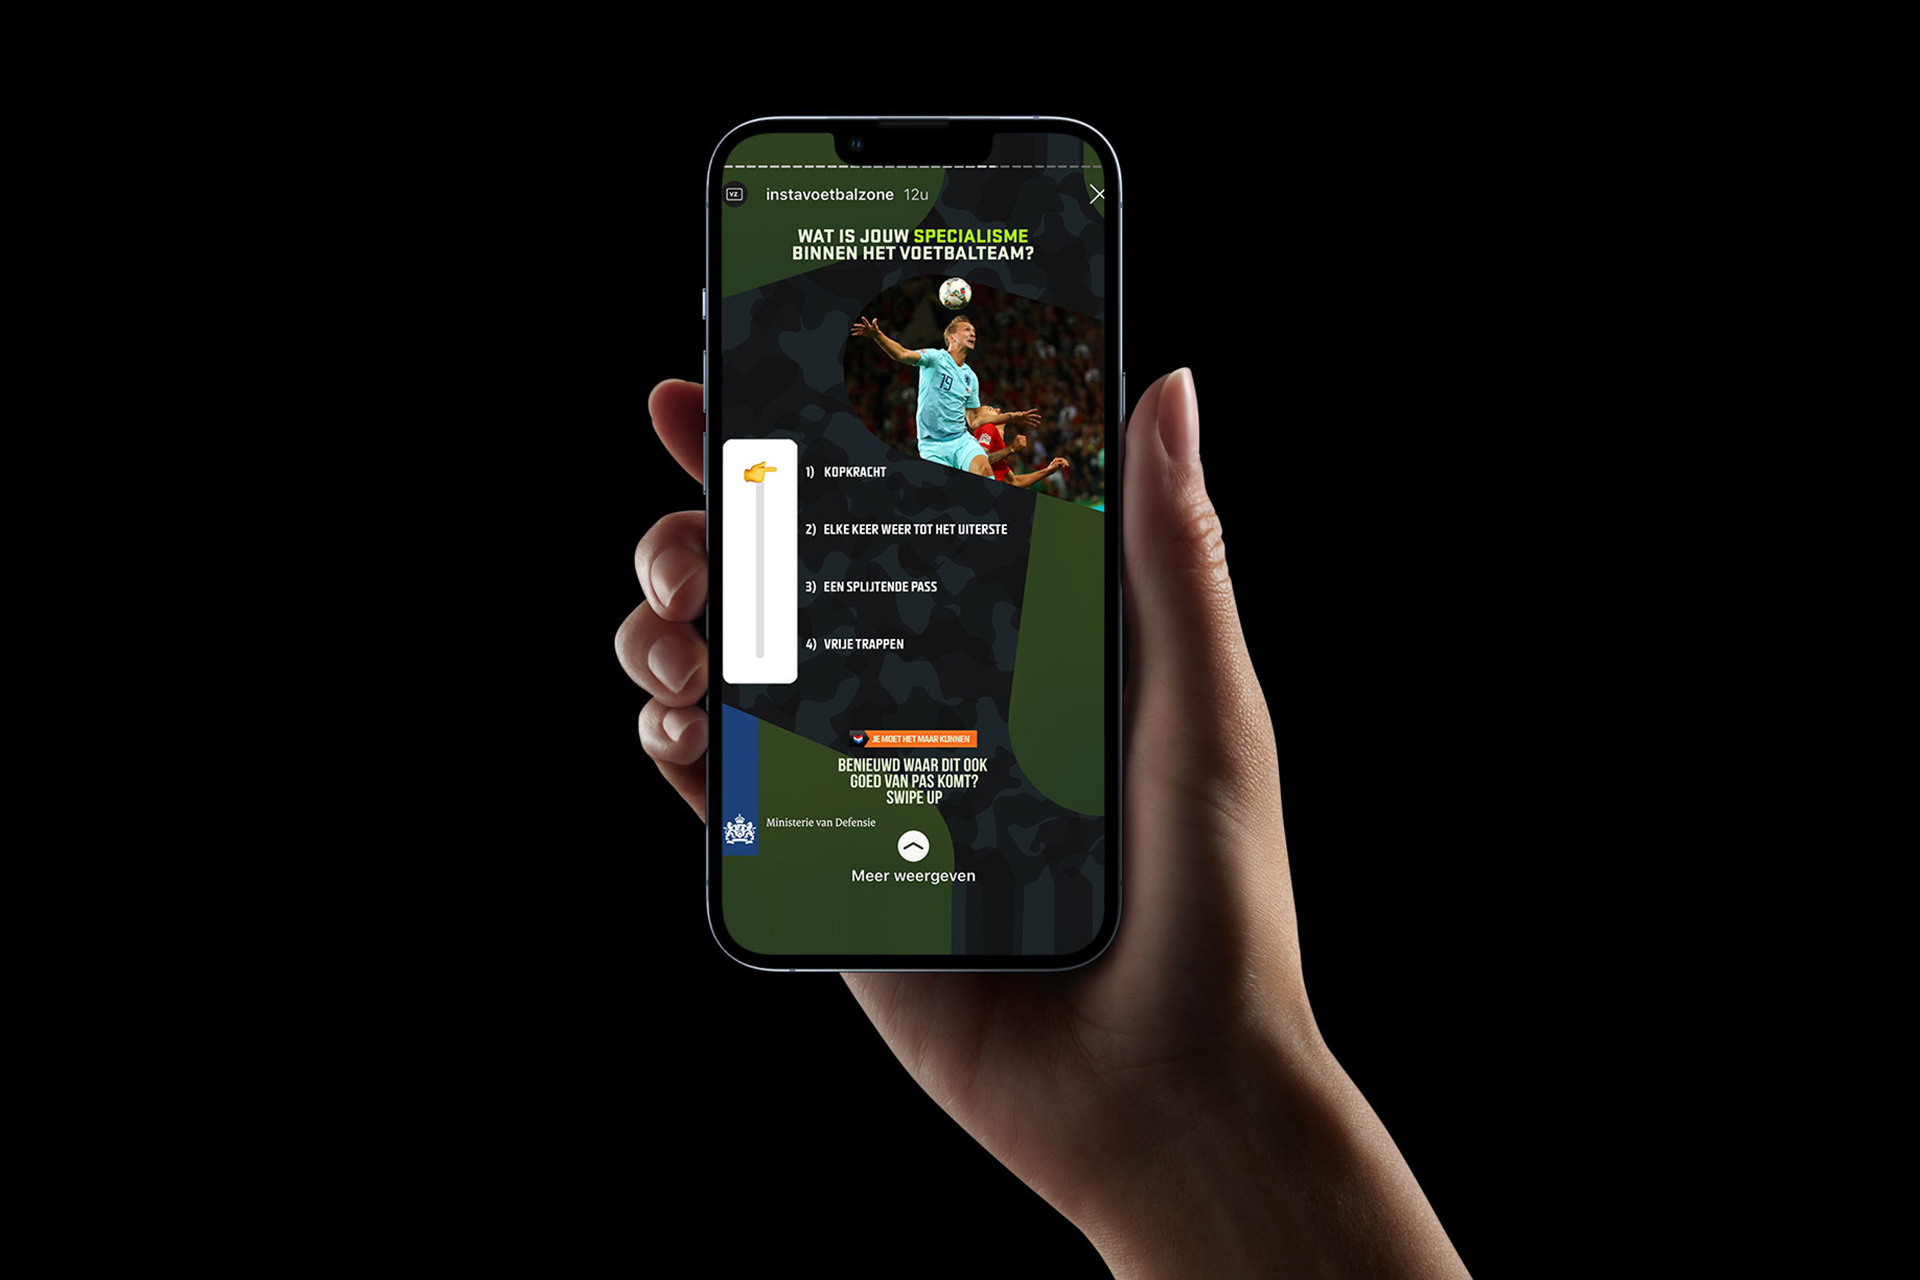 VZ.
instavoetbalzone 12u
WAT IS JOUW SPECIALISME
BINNEN HET VOETBALTEAM?
19
1) KOPKRACHT
2) ELKE KEER WEER TOT HET UITERSTE
3) EEN SPLIJTENDE PASS
4) VRIJE TRAPPEN
JE MOET HET MAAR KUNNEN
BENIEUWD WAAR DIT OOK
GOED VAN PAS KOMT?
SWIPE UP
Ministerie van Defensie
Meer weergeven